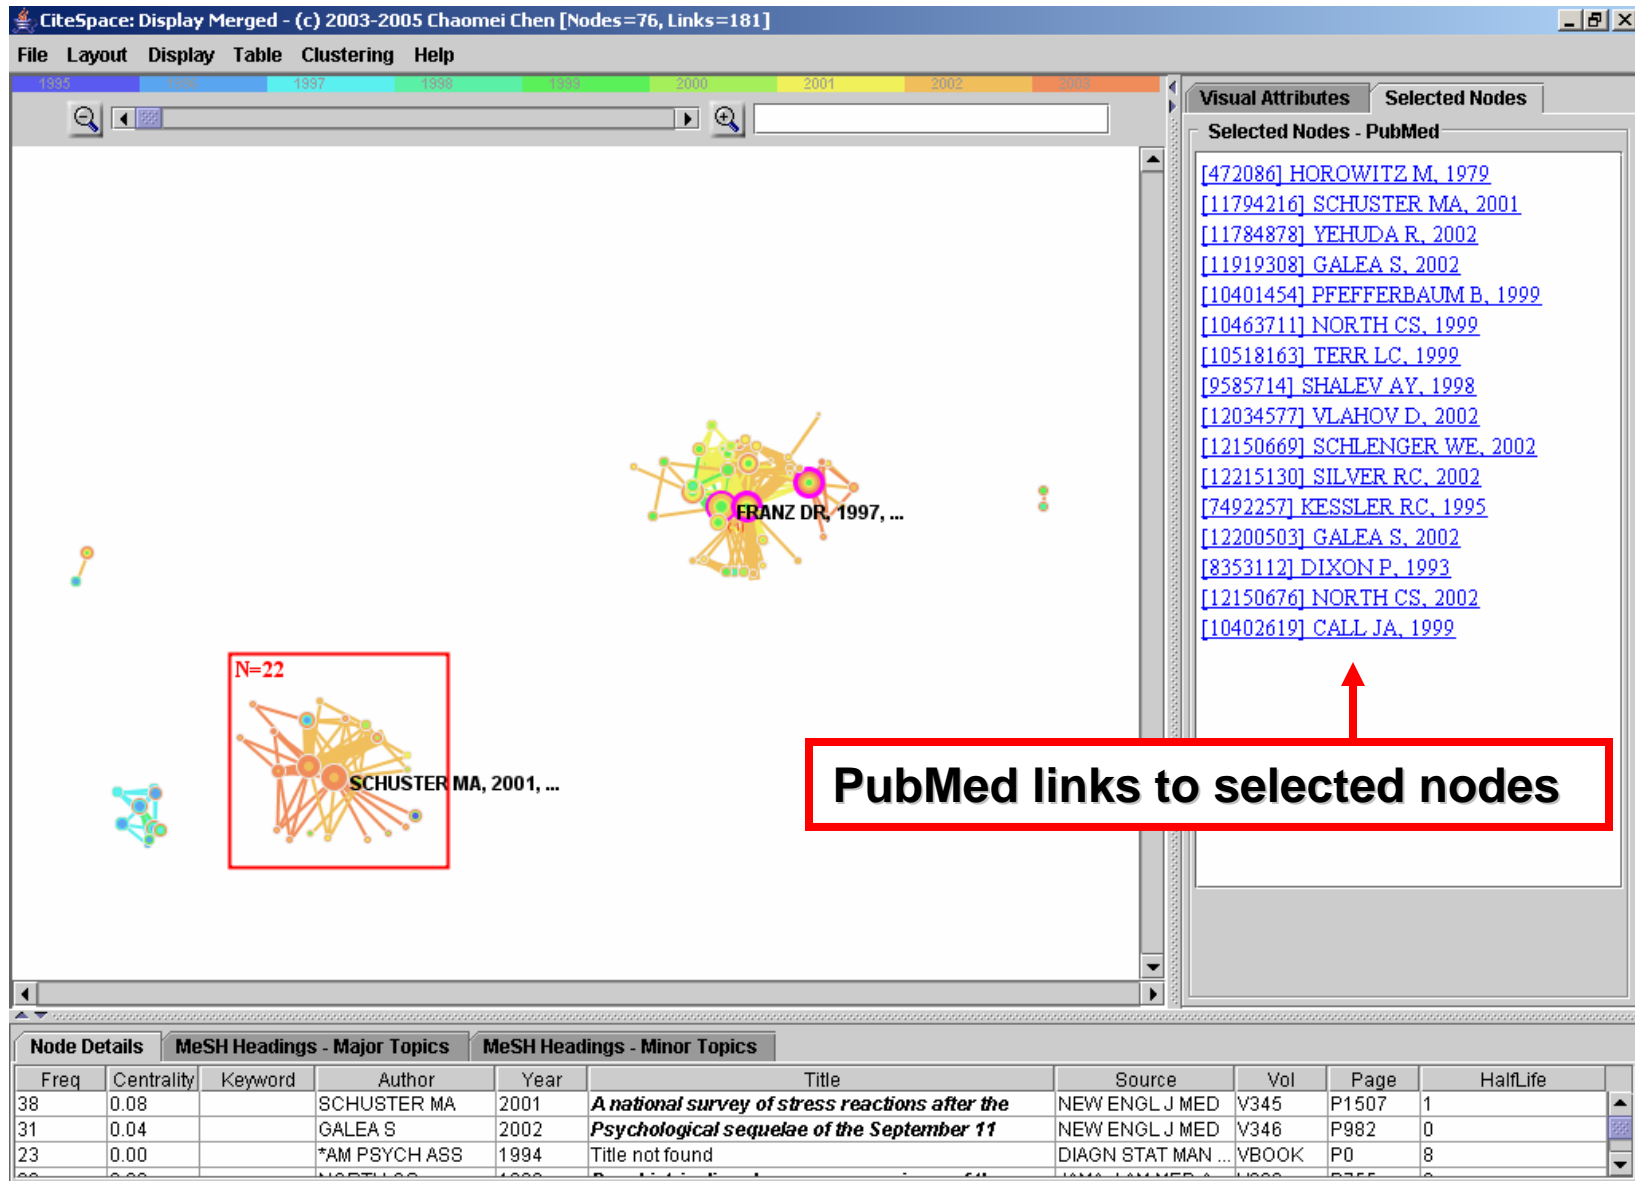 CiteSpace: Display Merged - (c) 2003-2005 Chaomei Chen [Nodes=76, Links=181]
File Layout Display Table Clustering Help
1995 1996 1997 1998 1999 2000 2001 2002 2003
Visual Attributes Selected Nodes
Selected Nodes - PubMed
[472086] HOROWITZ M, 1979
[11794216] SCHUSTER MA, 2001
[11784878] YEHUDA R, 2002
[11919308] GALEA S, 2002
[10401454] PFEFFERBAUM B, 1999
[10463711] NORTH CS, 1999
[10518163] TERR LC, 1999
[9585714] SHALEV AY, 1998
[12034577] VLAHOV D, 2002
[12150669] SCHLENGER WE, 2002
[12215130] SILVER RC, 2002
[7492257] KESSLER RC, 1995
[12200503] GALEA S, 2002
[8353112] DIXON P, 1993
[12150676] NORTH CS, 2002
[10402619] CALL JA, 1999
FRANZ DR, 1997, ...
N=22
SCHUSTER MA, 2001, ...
PubMed links to selected nodes
Node Details MeSH Headings - Major Topics MeSH Headings - Minor Topics
Freq Centrality Keyword Author Year Title Source Vol Page HalfLife
38 0.08 SCHUSTER MA 2001 A national survey of stress reactions after the NEW ENGL J MED V345 P1507 1
31 0.04 GALEA S 2002 Psychological sequelae of the September 11 NEW ENGL J MED V346 P982 0
23 0.00 *AM PSYCH ASS 1994 Title not found DIAGN STAT MAN ... VBOOK P0 8